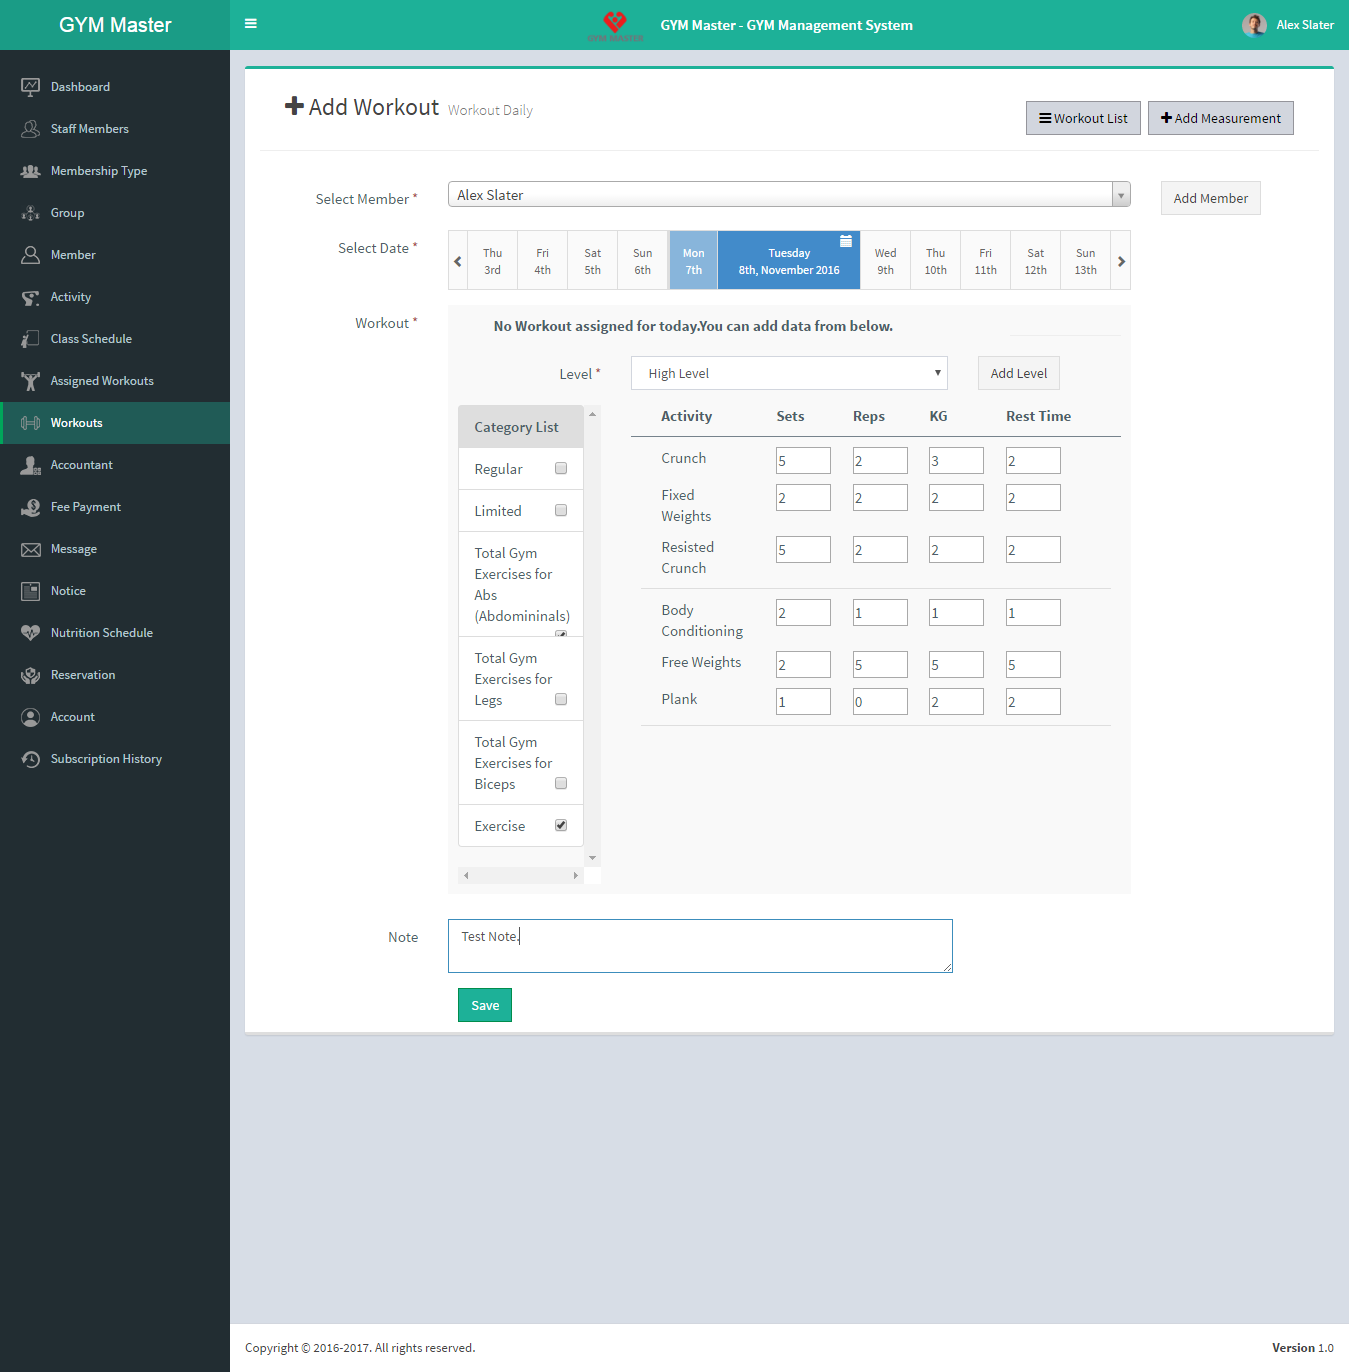 GYM Master
GYM MASTER
GYM Master - GYM Management System
Alex Slater
Dashboard
Staff Members
Membership Type
Group
Member
Activity
Class Schedule
Assigned Workouts
Workouts
Accountant
Fee Payment
Message
Notice
Nutrition Schedule
Reservation
Account
Subscription History
Add Workout Workout Daily
Workout List
Add Measurement
Select Member *
Alex Slater
Add Member
Select Date *
Thu
3rd
Fri
4th
Sat
5th
Sun
6th
Mon
7th
Tuesday
8th, November 2016
Wed
9th
Thu
10th
Fri
11th
Sat
12th
Sun
13th
Workout *
No Workout assigned for today.You can add data from below.
Level *
High Level
Add Level
Category List
Regular
Limited
Total Gym
Exercises for
Abs
(Abdomininals)
Total Gym
Exercises for
Legs
Total Gym
Exercises for
Biceps
Exercise
Activity Sets Reps KG Rest Time
Crunch 5 2 3 2
Fixed
Weights 2 2 2 2
Resisted
Crunch 5 2 2 2
Body
Conditioning 2 1 1 1
Free Weights 2 5 5 5
Plank 1 0 2 2
Note
Test Note.
Save
Copyright © 2016-2017. All rights reserved.
Version 1.0